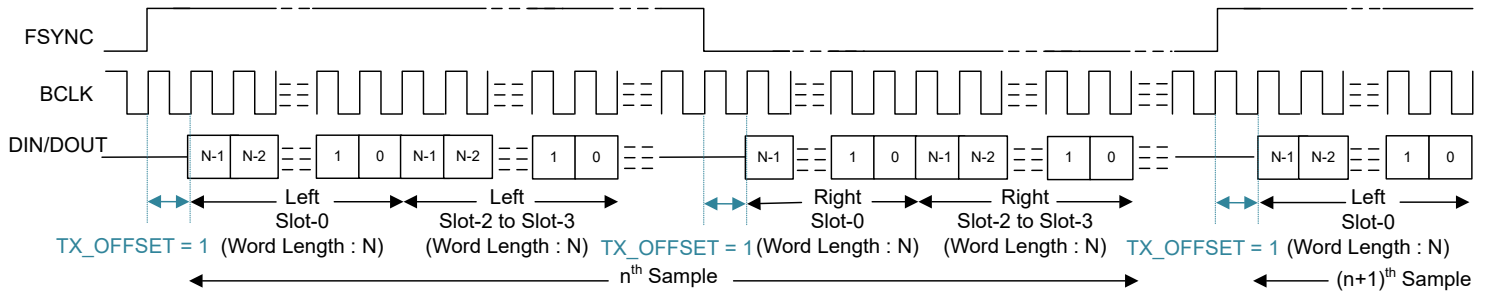 FSYNC
BCLK
DIN/DOUT
N-1 N-2 1 0 N-1 N-2 1 0 N-1 1 0 N-1 N-2 1 0 N-1 N-2 1 0
Left Left Right Right Left
Slot-0 Slot-2 to Slot-3 Slot-0 Slot-2 to Slot-3 Slot-0
TX_OFFSET = 1 (Word Length : N) (Word Length : N) TX_OFFSET = 1 (Word Length : N) (Word Length : N) TX_OFFSET = 1 (Word Length : N)
nth Sample (n+1)th Sample